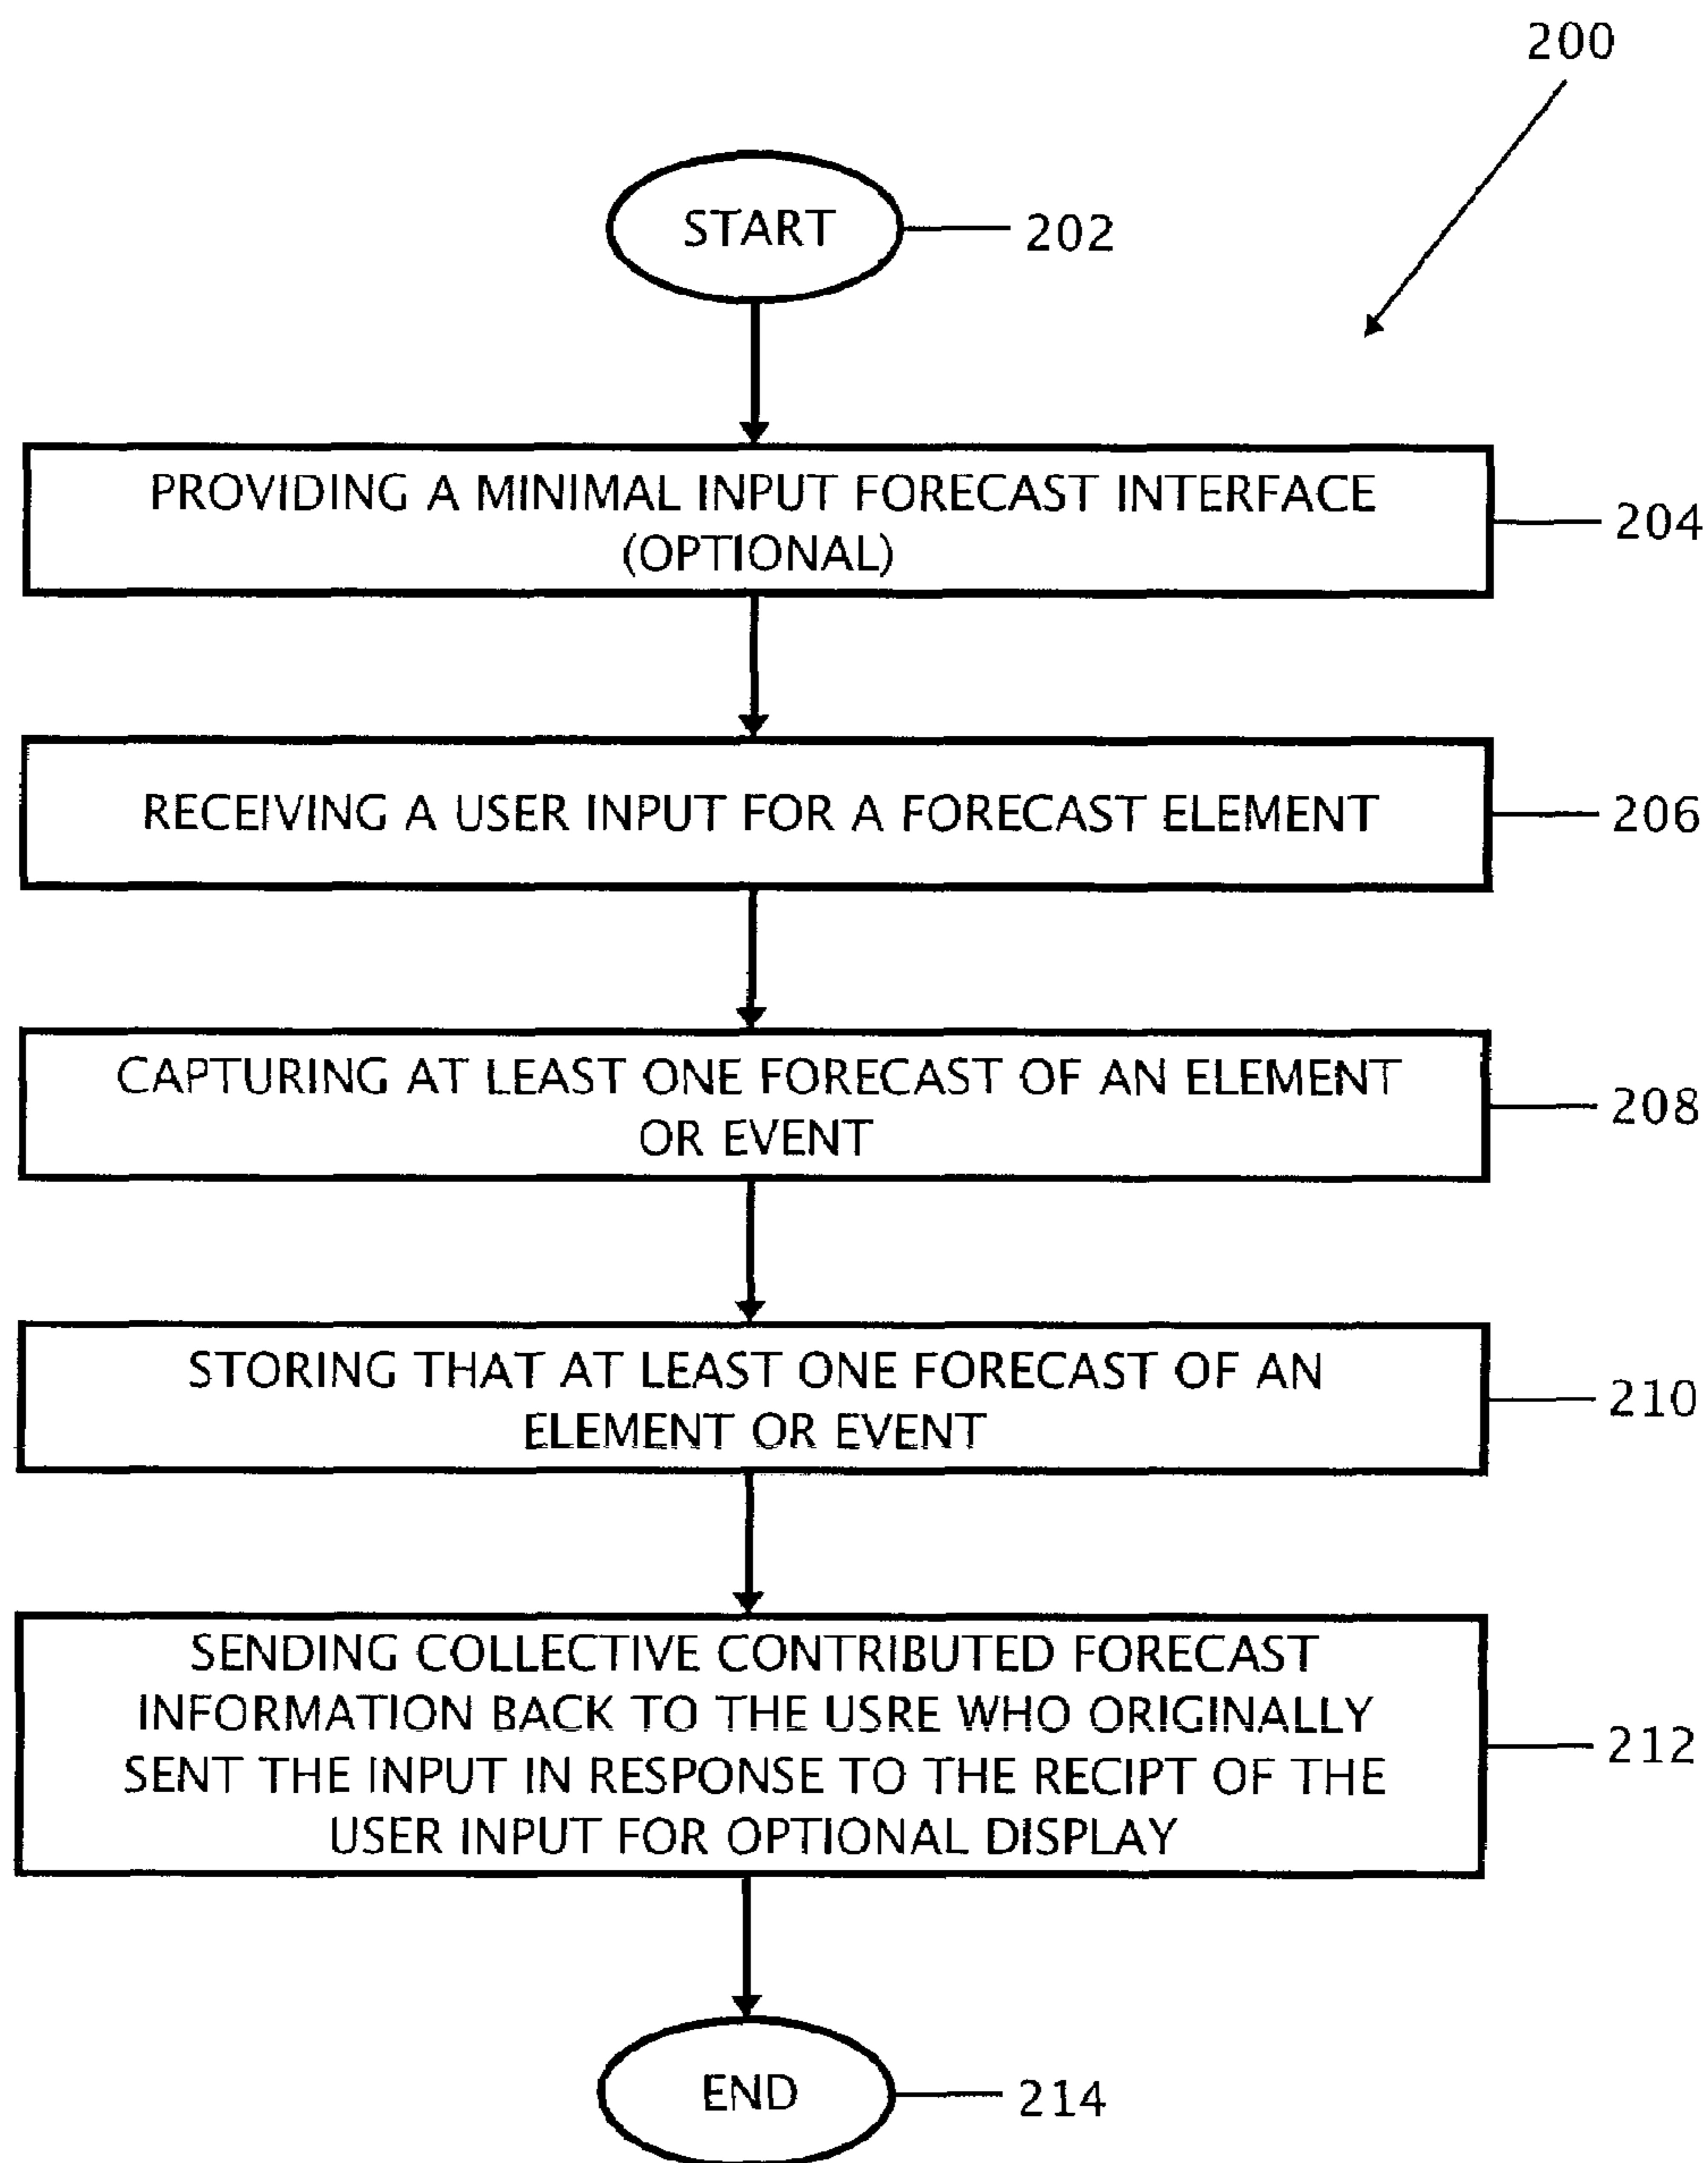 200
START
202
PROVIDING A MINIMAL INPUT FORECAST INTERFACE
(OPTIONAL)
204
RECEIVING A USER INPUT FOR A FORECAST ELEMENT
206
CAPTURING AT LEAST ONE FORECAST OF AN ELEMENT
OR EVENT
208
STORING THAT AT LEAST ONE FORECAST OF AN
ELEMENT OR EVENT
210
SENDING COLLECTIVE CONTRIBUTED FORECAST
INFORMATION BACK TO THE USRE WHO ORIGINALLY
SENT THE INPUT IN RESPONSE TO THE RECIPT OF THE
USER INPUT FOR OPTIONAL DISPLAY
212
END
214